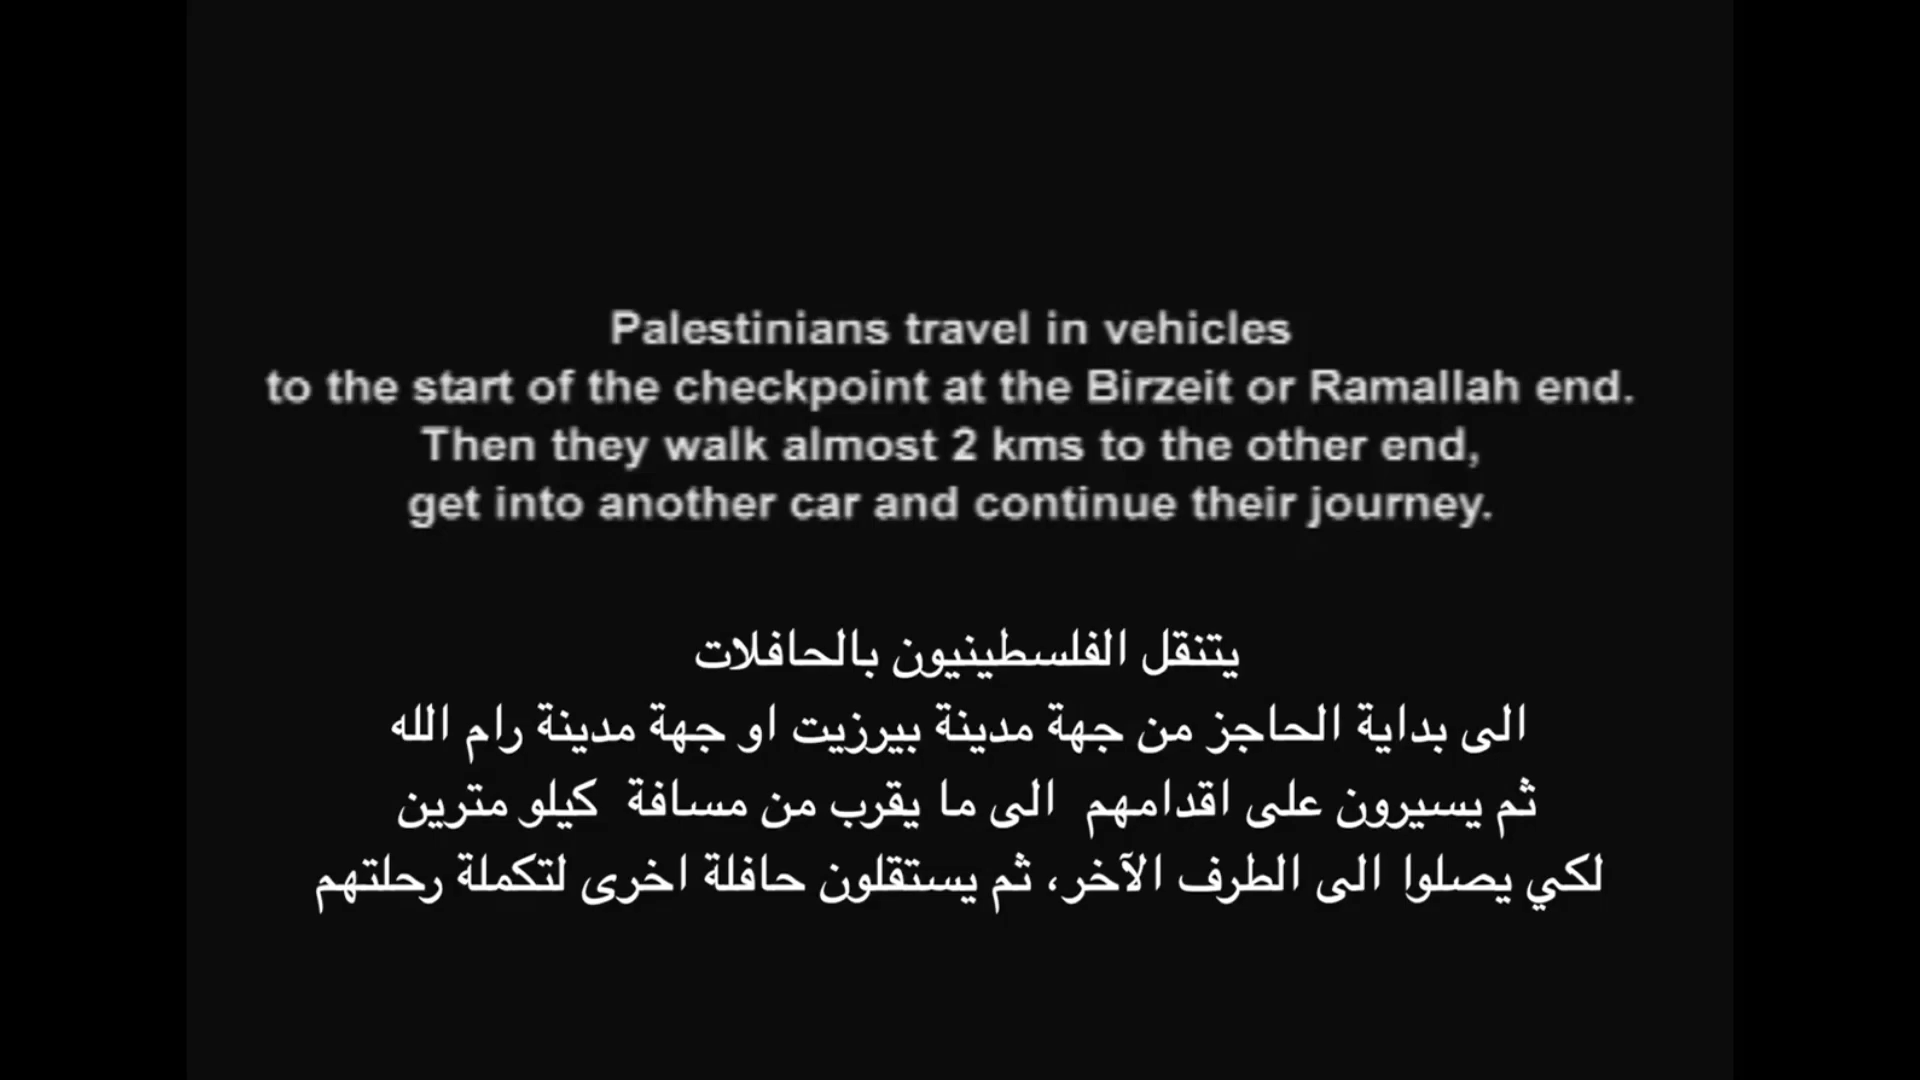 Palestinians travel in vehicles
to the start of the checkpoint at the Birzeit or Ramallah end.
Then they walk almost 2 kms to the other end,
get into another car and continue their journey.
يتنقل الفلسطينيون بالحافلات
الى بداية الحاجز من جهة مدينة بيرزيت او جهة مدينة رام الله
ثم يسيرون على اقدامهم الى ما يقرب من مسافة كيلو مترين
لكي يصلوا الى الطرف الآخر، ثم يستقلون حافلة اخرى لتكملة رحلتهم